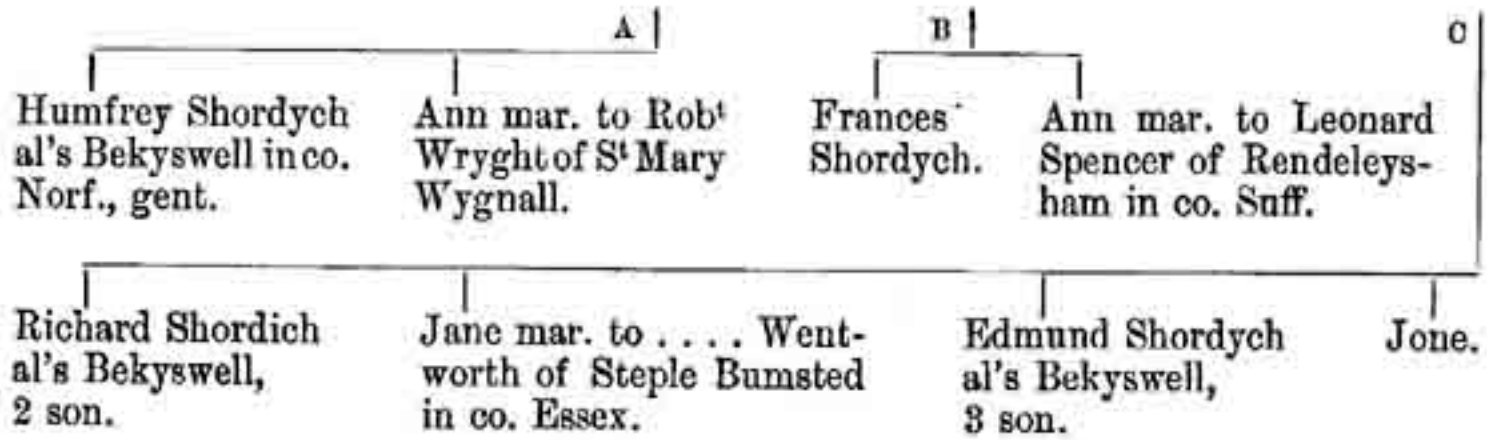 A B C
Humfrey Shordych
al's Bekyswell in co.
Norf., gent.
Ann mar. to Robᵗ
Wryght of Sᵗ Mary
Wygnall.
Frances
Shordych.
Ann mar. to Leonard
Spencer of Rendeleys-
ham in co. Suff.
Richard Shordich
al's Bekyswell,
2 son.
Jane mar. to . . . . Went-
worth of Steple Bumsted
in co. Essex.
Edmund Shordych
al's Bekyswell,
3 son.
Jone.